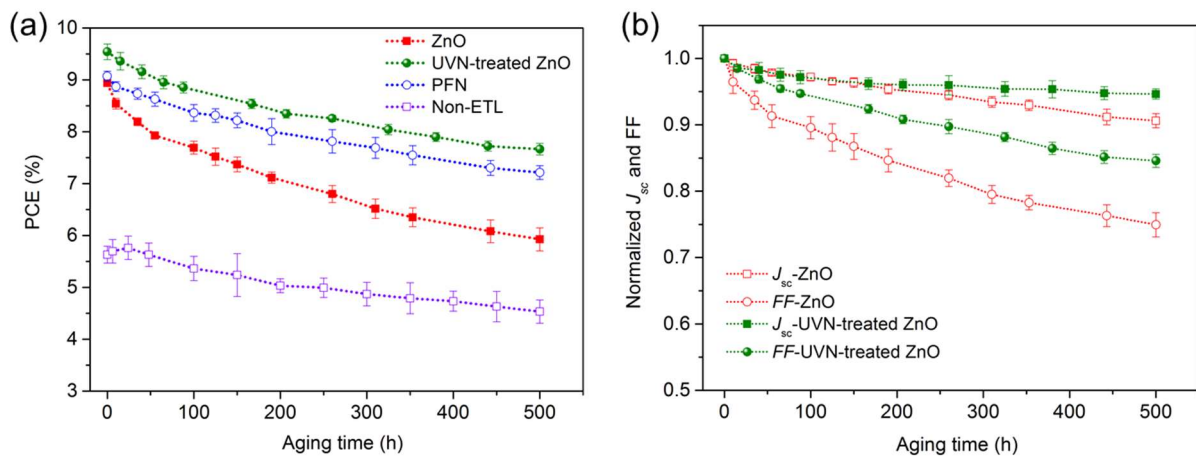 (a)
10
9
8
7
6
5
4
3
PCE (%)
ZnO
UVN-treated ZnO
PFN
Non-ETL
0 100 200 300 400 500
Aging time (h)
(b)
1.0
0.9
0.8
0.7
0.6
0.5
Normalized Jsc and FF
Jsc-ZnO
FF-ZnO
Jsc-UVN-treated ZnO
FF-UVN-treated ZnO
0 100 200 300 400 500
Aging time (h)